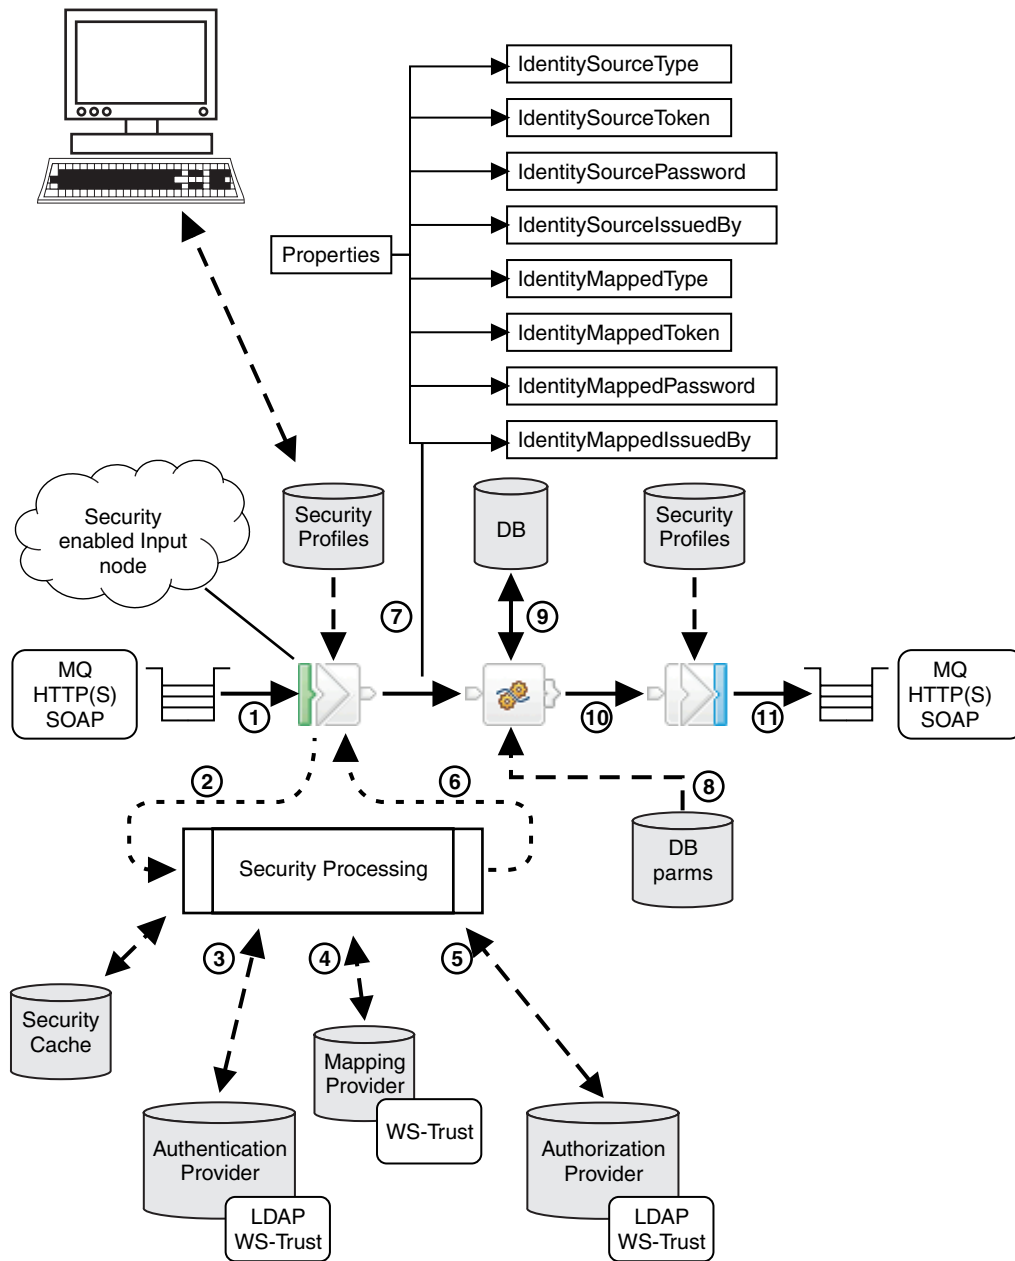 IdentitySourceType
IdentitySourceToken
IdentitySourcePassword
IdentitySourceIssuedBy
Properties
IdentityMappedType
IdentityMappedToken
IdentityMappedPassword
IdentityMappedIssuedBy
Security
enabled Input
node
Security
Profiles
DB
Security
Profiles
7
9
MQ
HTTP(S)
SOAP
1
10
11
MQ
HTTP(S)
SOAP
2
6
8
Security Processing
DB
parms
3
4
5
Security
Cache
Mapping
Provider
WS-Trust
Authentication
Provider
LDAP
WS-Trust
Authorization
Provider
LDAP
WS-Trust